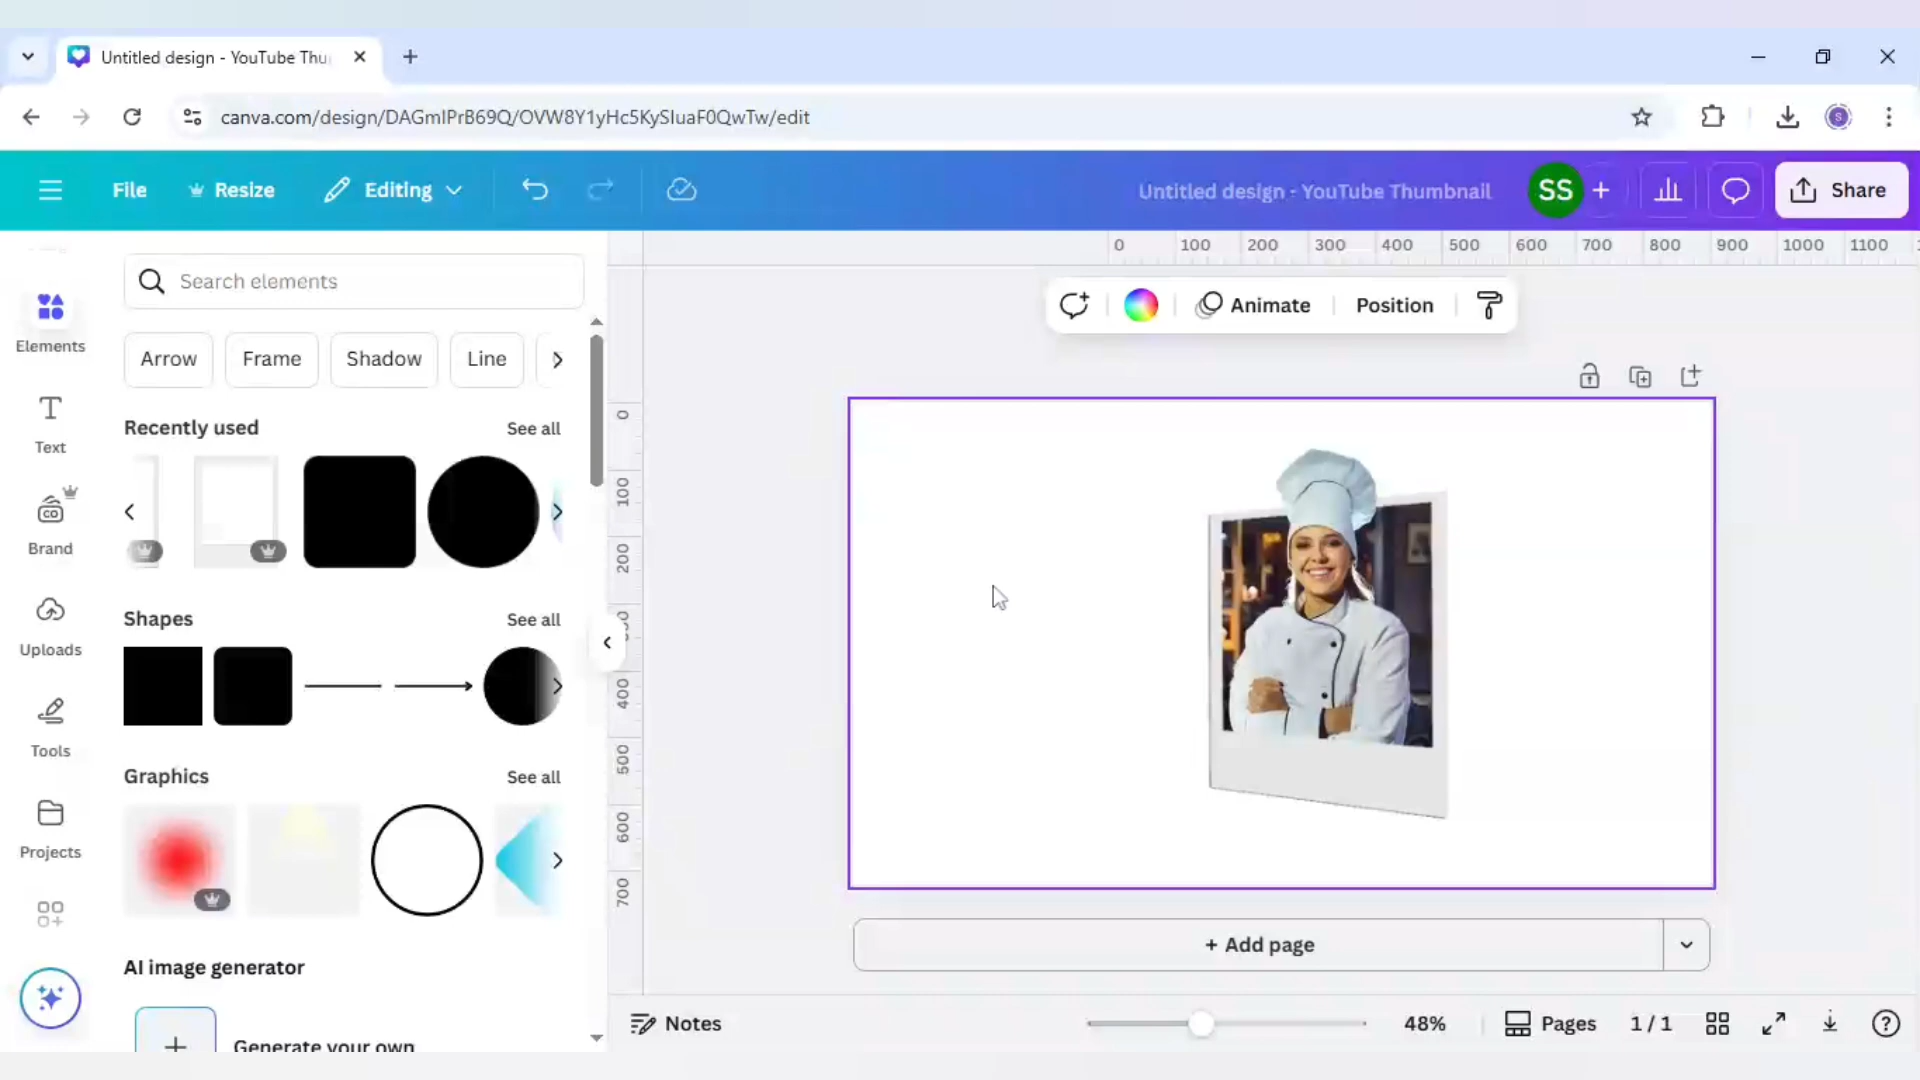 Untitled design - YouTube Thu
canva.com/design/DAGmIPrB69Q/OVW8Y1yHc5KySIuaF0QwTw/edit
File
Resize
Editing
Untitled design - YouTube Thumbnail
SS
Share
0 100 200 300 400 500 600 700 800 900 1000 1100
Elements
Text
Brand
Uploads
Tools
Projects
Search elements
Arrow
Frame
Shadow
Line
Recently used
See all
Shapes
See all
Graphics
See all
AI image generator
Generate your own
Animate
Position
0
100
200
400
500
600
700
+ Add page
Notes
48%
Pages
1 / 1